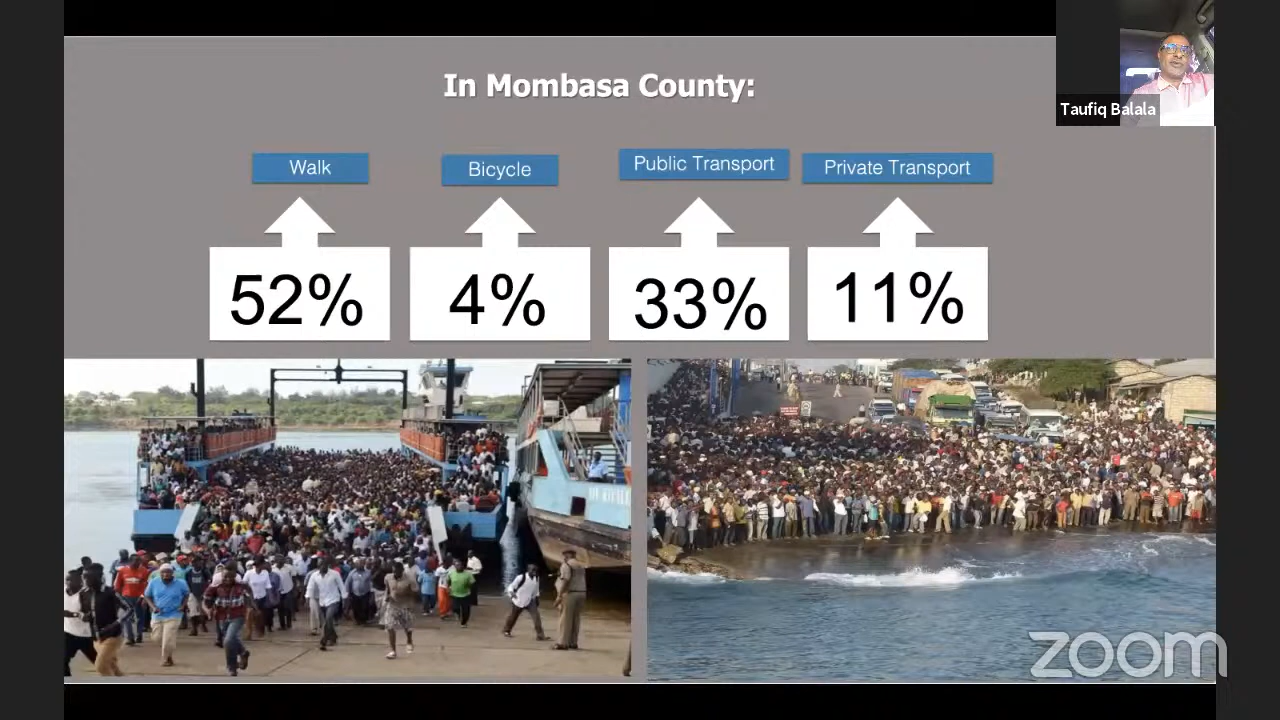 In Mombasa County:
Taufiq Balala
Walk
Bicycle
Public Transport
Private Transport
52%
4%
33%
11%
zoom